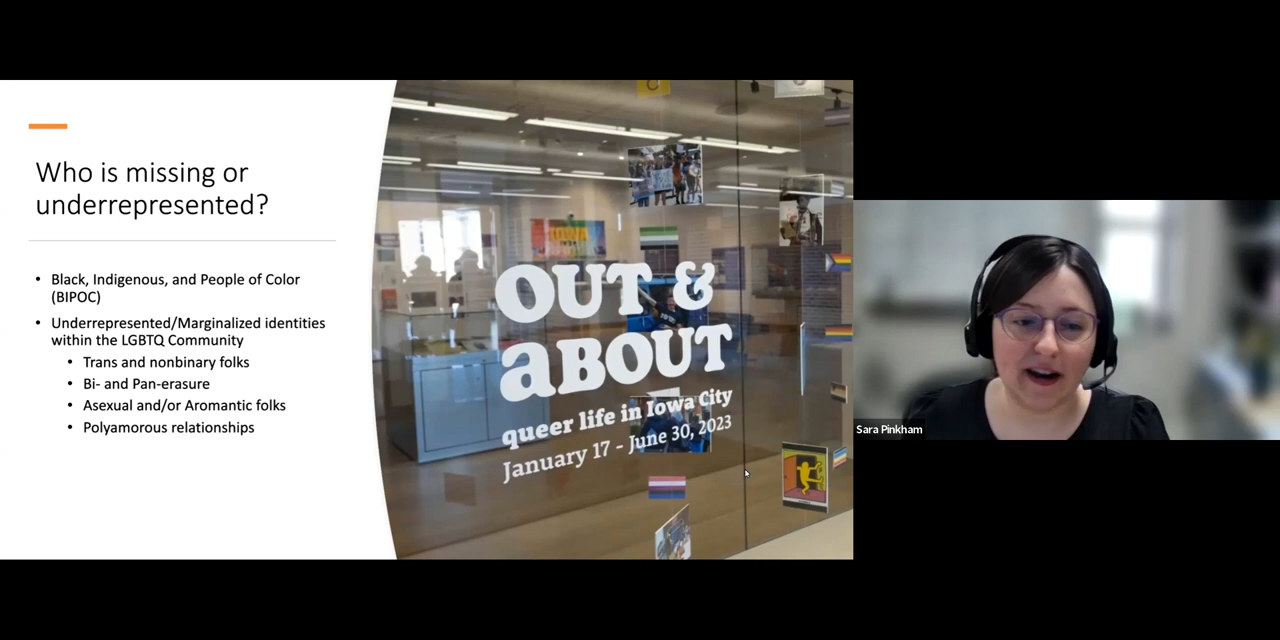 Who is missing or
underrepresented?
• Black, Indigenous, and People of Color
(BIPOC)
• Underrepresented/Marginalized identities
within the LGBTQ Community
• Trans and nonbinary folks
• Bi- and Pan-erasure
• Asexual and/or Aromantic folks
• Polyamorous relationships
IOWA
OUT &
aBOUT
queer life in Iowa City
January 17 - June 30, 2023
Sara Pinkham